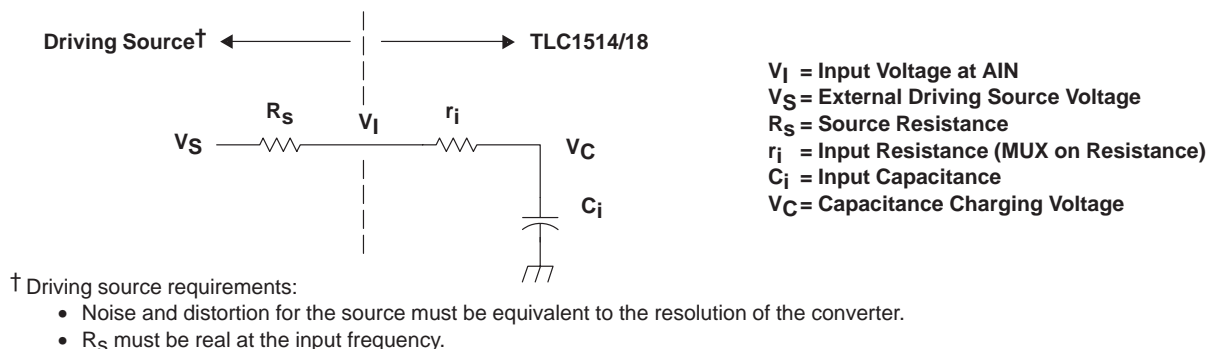 Driving Source† TLC1514/18
VI = Input Voltage at AIN
VS = External Driving Source Voltage
Rs = Source Resistance
ri = Input Resistance (MUX on Resistance)
Ci = Input Capacitance
VC = Capacitance Charging Voltage
Rs VI ri
VS VC
Ci
† Driving source requirements:
• Noise and distortion for the source must be equivalent to the resolution of the converter.
• Rs must be real at the input frequency.